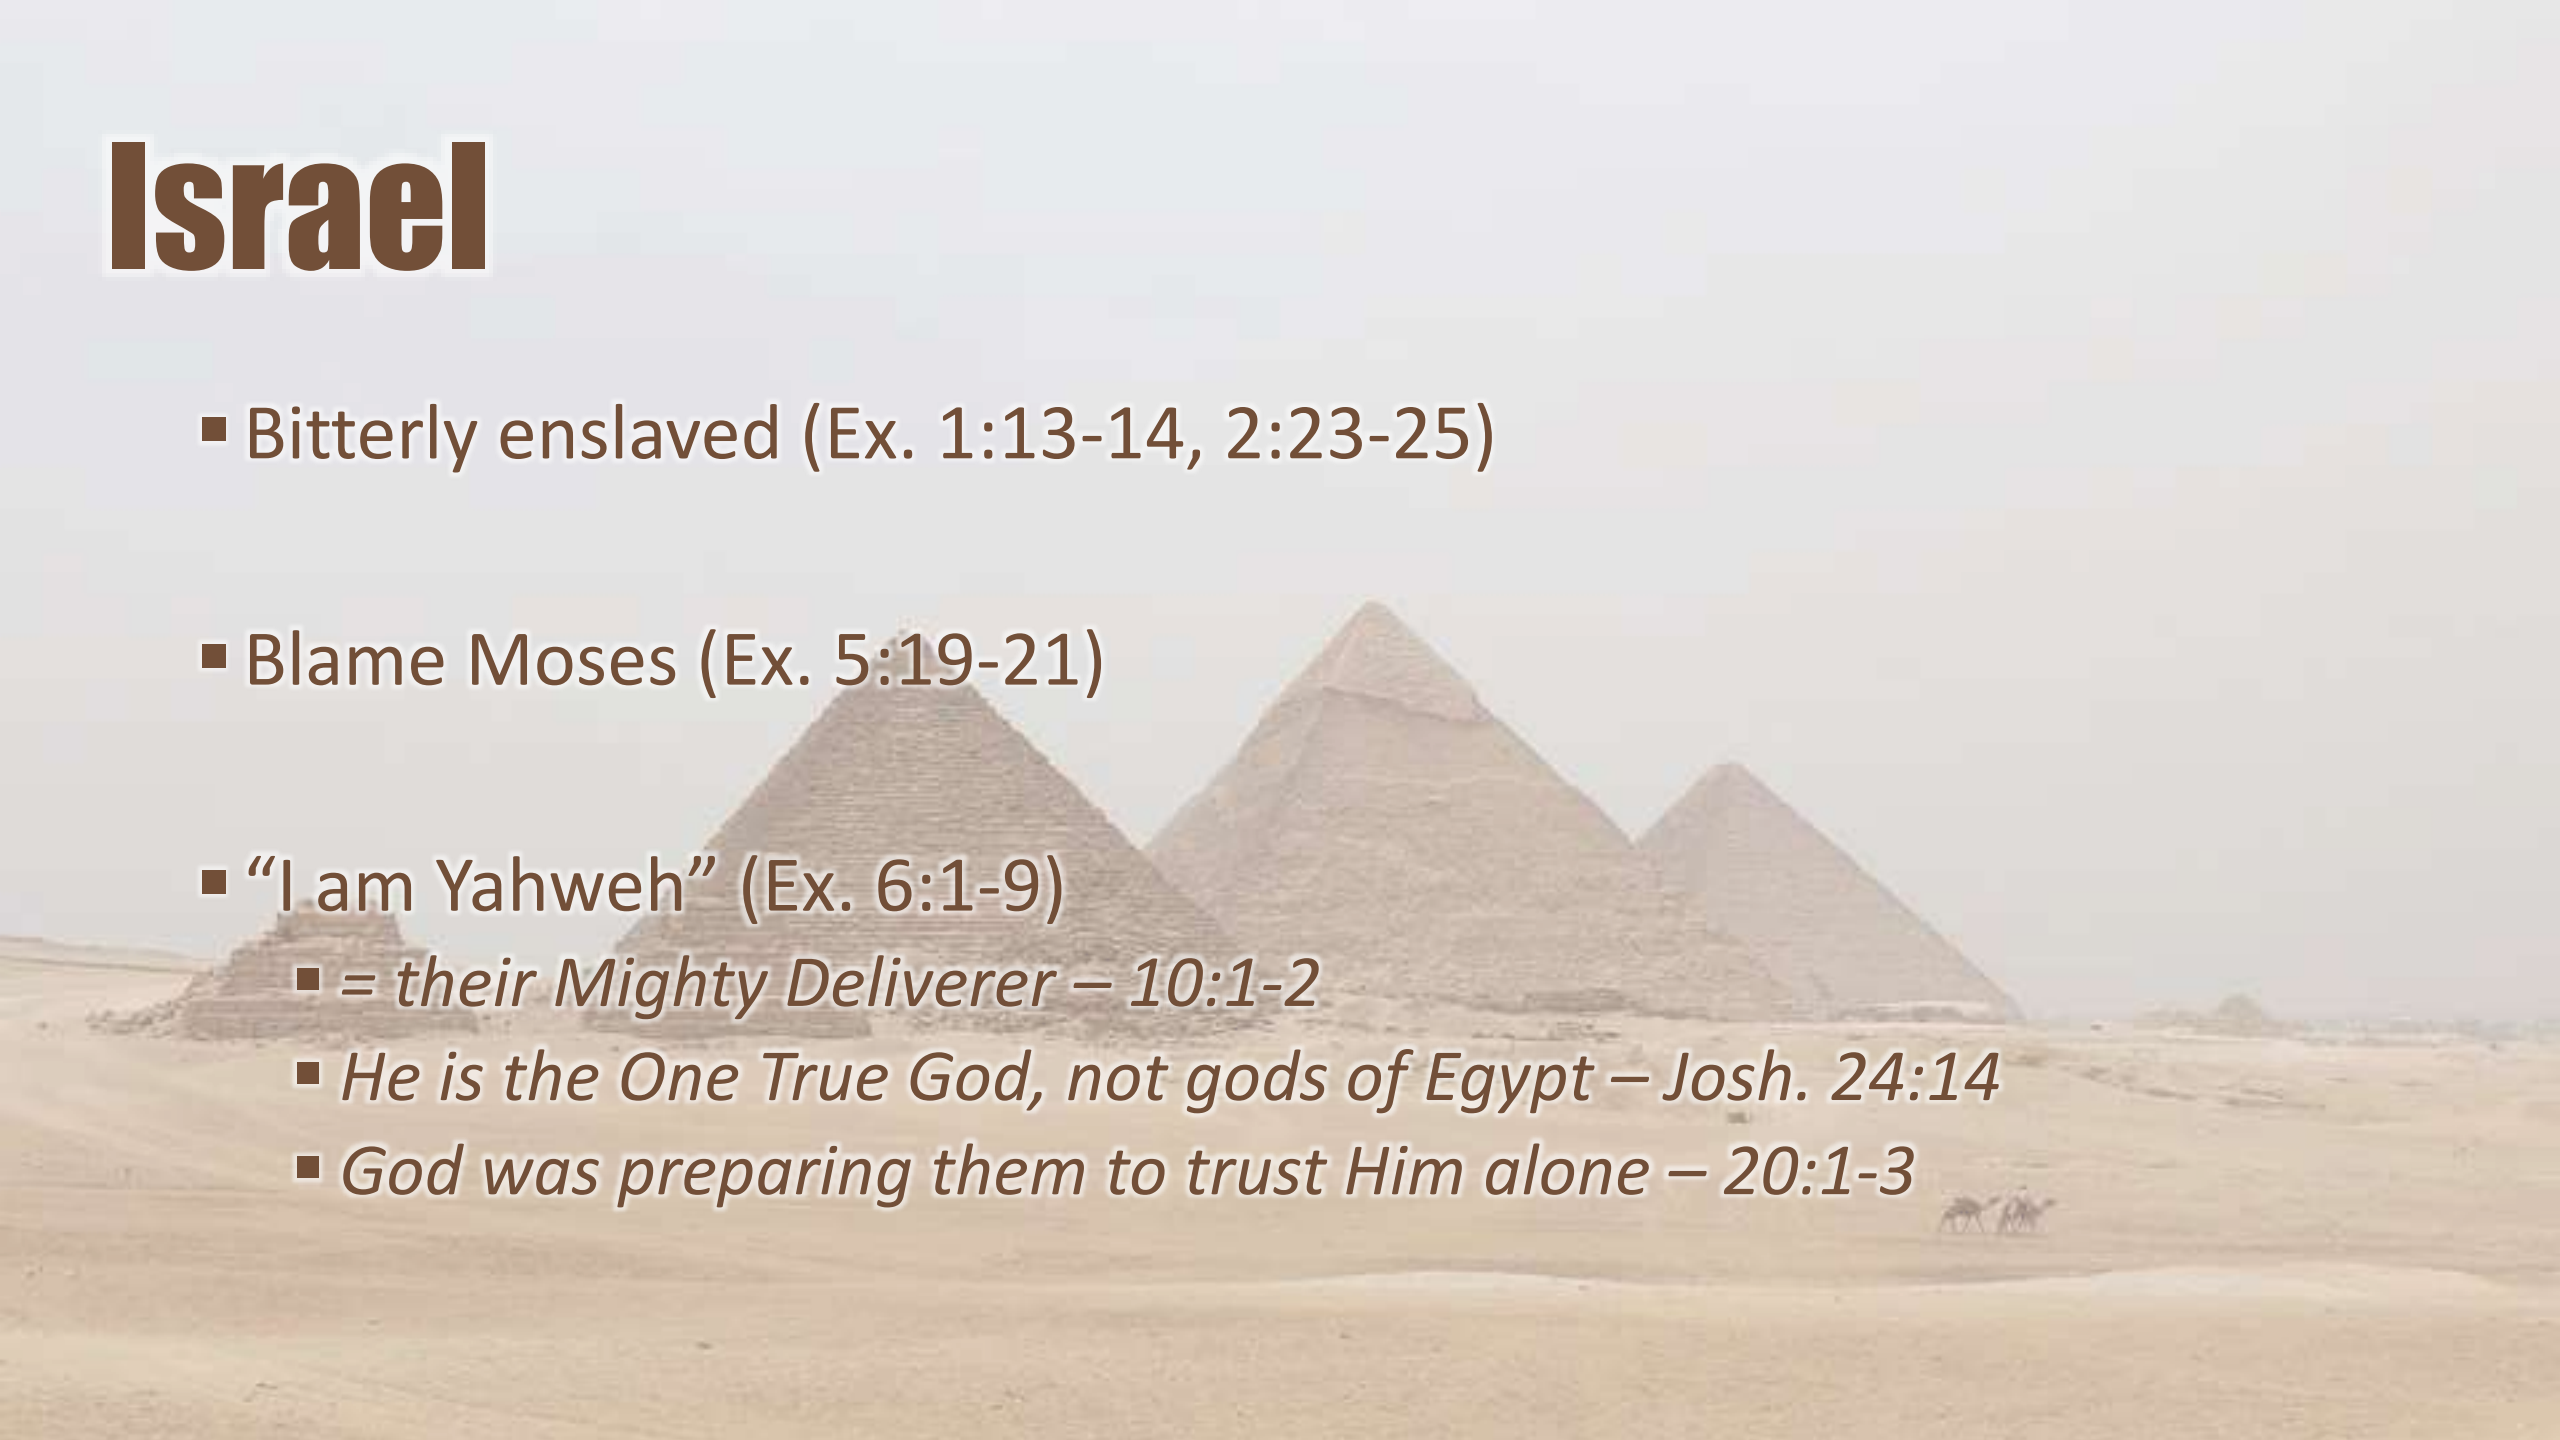 Israel
▪ Bitterly enslaved (Ex. 1:13-14, 2:23-25)
▪ Blame Moses (Ex. 5:19-21)
▪ “I am Yahweh” (Ex. 6:1-9)
▪ = their Mighty Deliverer – 10:1-2
▪ He is the One True God, not gods of Egypt – Josh. 24:14
▪ God was preparing them to trust Him alone – 20:1-3